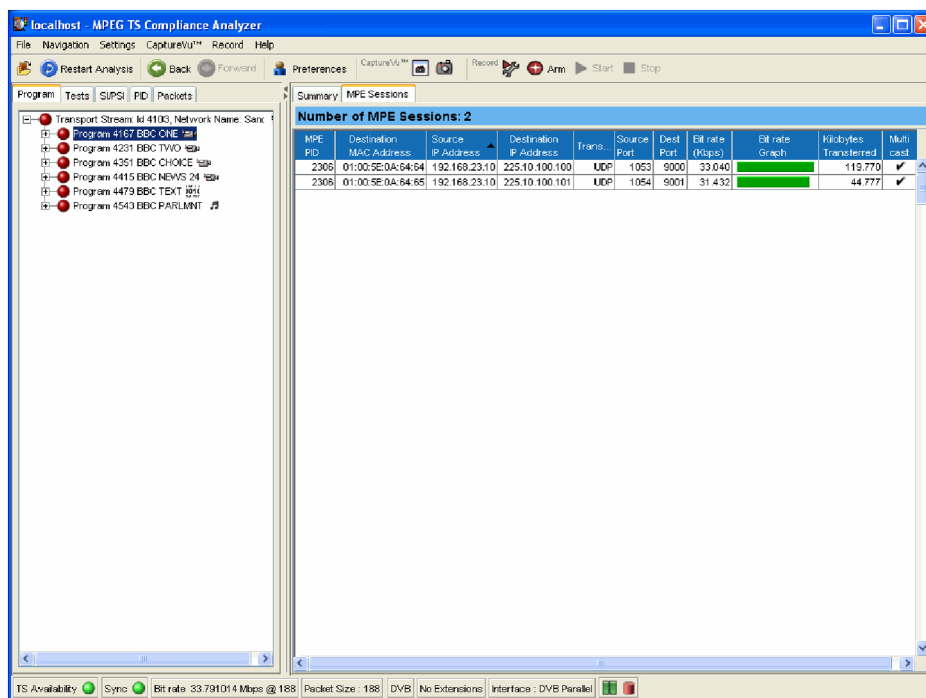 localhost - MPEG TS Compliance Analyzer
File Navigation Settings CaptureVu™ Record Help
Restart Analysis Back Forward Preferences CaptureVu™ Record Arm Start Stop
Program Tests SI/PSI PID Packets
Summary MPE Sessions
Transport Stream: Id 4103, Network Name:
Program 4167 BBC ONE
Program 4231 BBC TWO
Program 4351 BBC CHOICE
Program 4415 BBC NEWS 24
Program 4479 BBC TEXT
Program 4543 BBC PARLMNT
Number of MPE Sessions: 2
MPE PID Destination MAC Address Source IP Address Destination IP Address Trans... Source Port Dest Port Bit rate (Kbps) Bit rate Graph Kilobytes Transferred Multi cast
2306 01:00:5E:0A:64:64 192.168.23.10 225.10.100.100 UDP 1053 9000 33.040 119.770 ✔
2306 01:00:5E:0A:64:65 192.168.23.10 225.10.100.101 UDP 1054 9001 31.432 44.777 ✔
TS Availability Sync Bit rate 33.791014 Mbps @ 188 Packet Size : 188 DVB No Extensions Interface : DVB Parallel